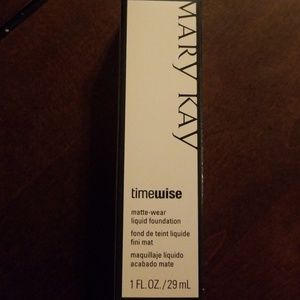 MARY KAY
timewise
matte-wear
liquid foundation
fond de teint liquide
fini mat
maquillaje líquido
acabado mate
1 FL. OZ. / 29 mL